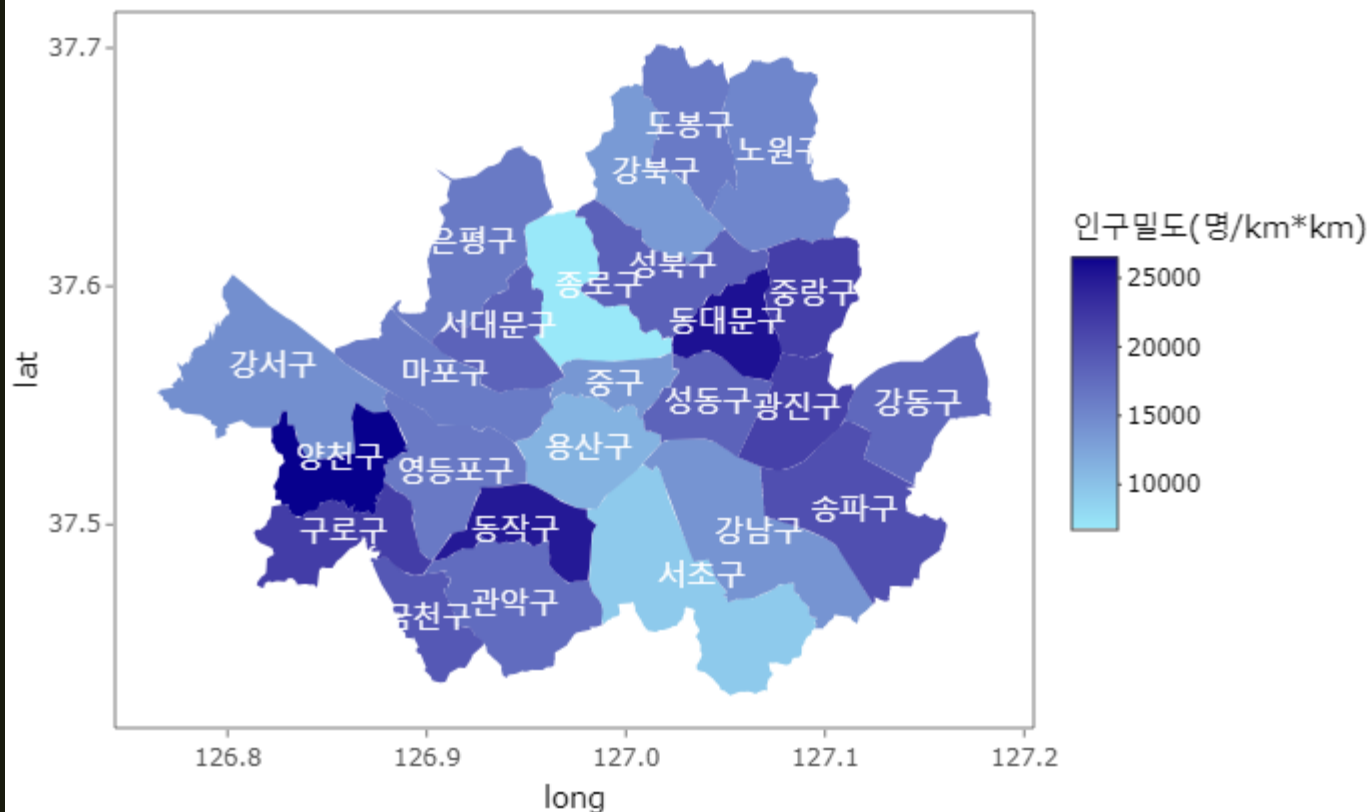 37.7
37.6
37.5
lat
도봉구
노원구
강북구
은평구
성북구
종로구
중랑구
동대문구
서대문구
강서구
마포구
중구
성동구
광진구
강동구
양천구
영등포구
용산구
구로구
동작구
강남구
송파구
서초구
금천구
관악구
126.8
126.9
127.0
127.1
127.2
long
인구밀도(명/km*km)
25000
20000
15000
10000